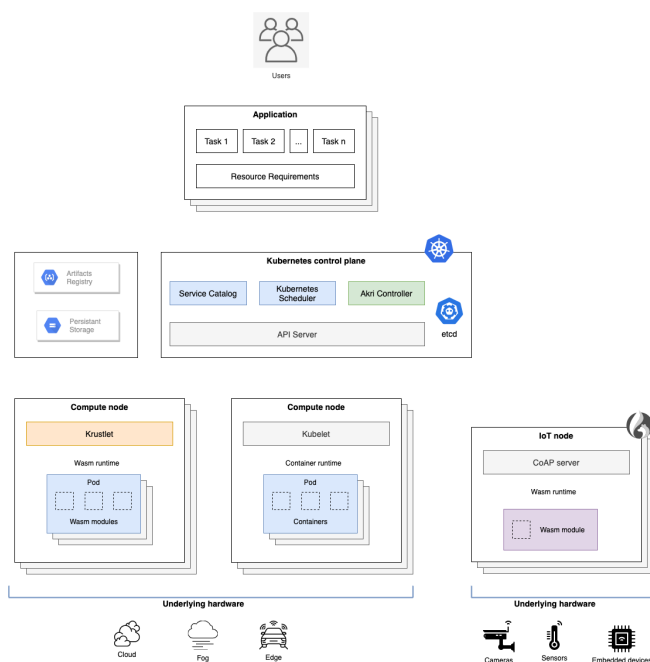 Users
Application
Task 1
Task 2
...
Task n
Resource Requirements
Artifacts
Registry
Persistant
Storage
Kubernetes control plane
Service Catalog
Kubernetes
Scheduler
Akri Controller
API Server
etcd
Compute node
Krustlet
Wasm runtime
Pod
Wasm modules
Compute node
Kubelet
Container runtime
Pod
Containers
IoT node
CoAP server
Wasm runtime
Wasm module
Underlying hardware
Cloud
Fog
Edge
Underlying hardware
Cameras
Sensors
Embedded devices